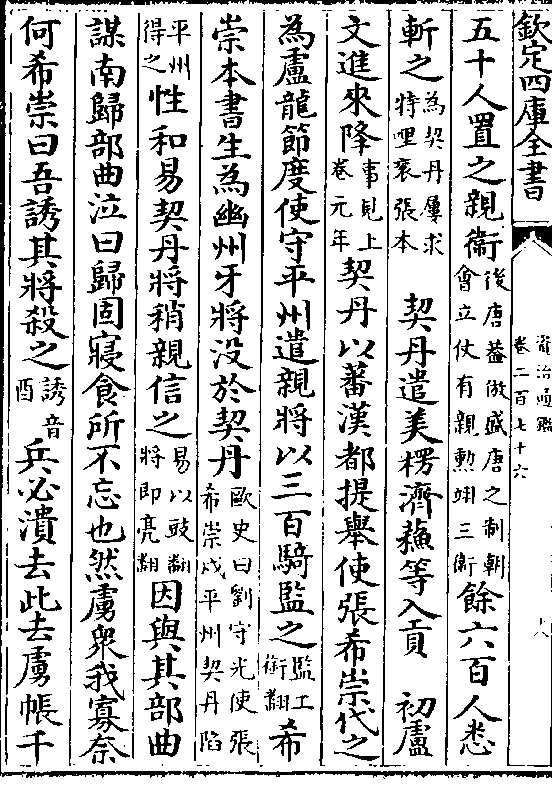 欽定四庫全書
資治通鑑
卷二百七十六
五十人置之親衛後唐蓋倣盛唐之制朝會立仗有親勲翊三衛餘六百人悉
斬之為契丹屢求特哩袞張本 契丹遣美楞濟蘓等入貢 初盧
文進來降事見上卷元年契丹以蕃漢都提舉使張希崇代之
為盧龍節度使守平州遣親將以三百騎監之監工銜翻希
崇本書生為幽州牙將没於契丹歐史曰劉守光使張希崇戍平州契丹陷
平州得之性和易契丹將稍親信之易以豉翻將即亮翻因與其部曲
謀南歸部曲泣曰歸固寢食所不忘也然虜衆我寡奈
何希崇曰吾誘其將殺之誘音酉兵必潰去此去虜帳千